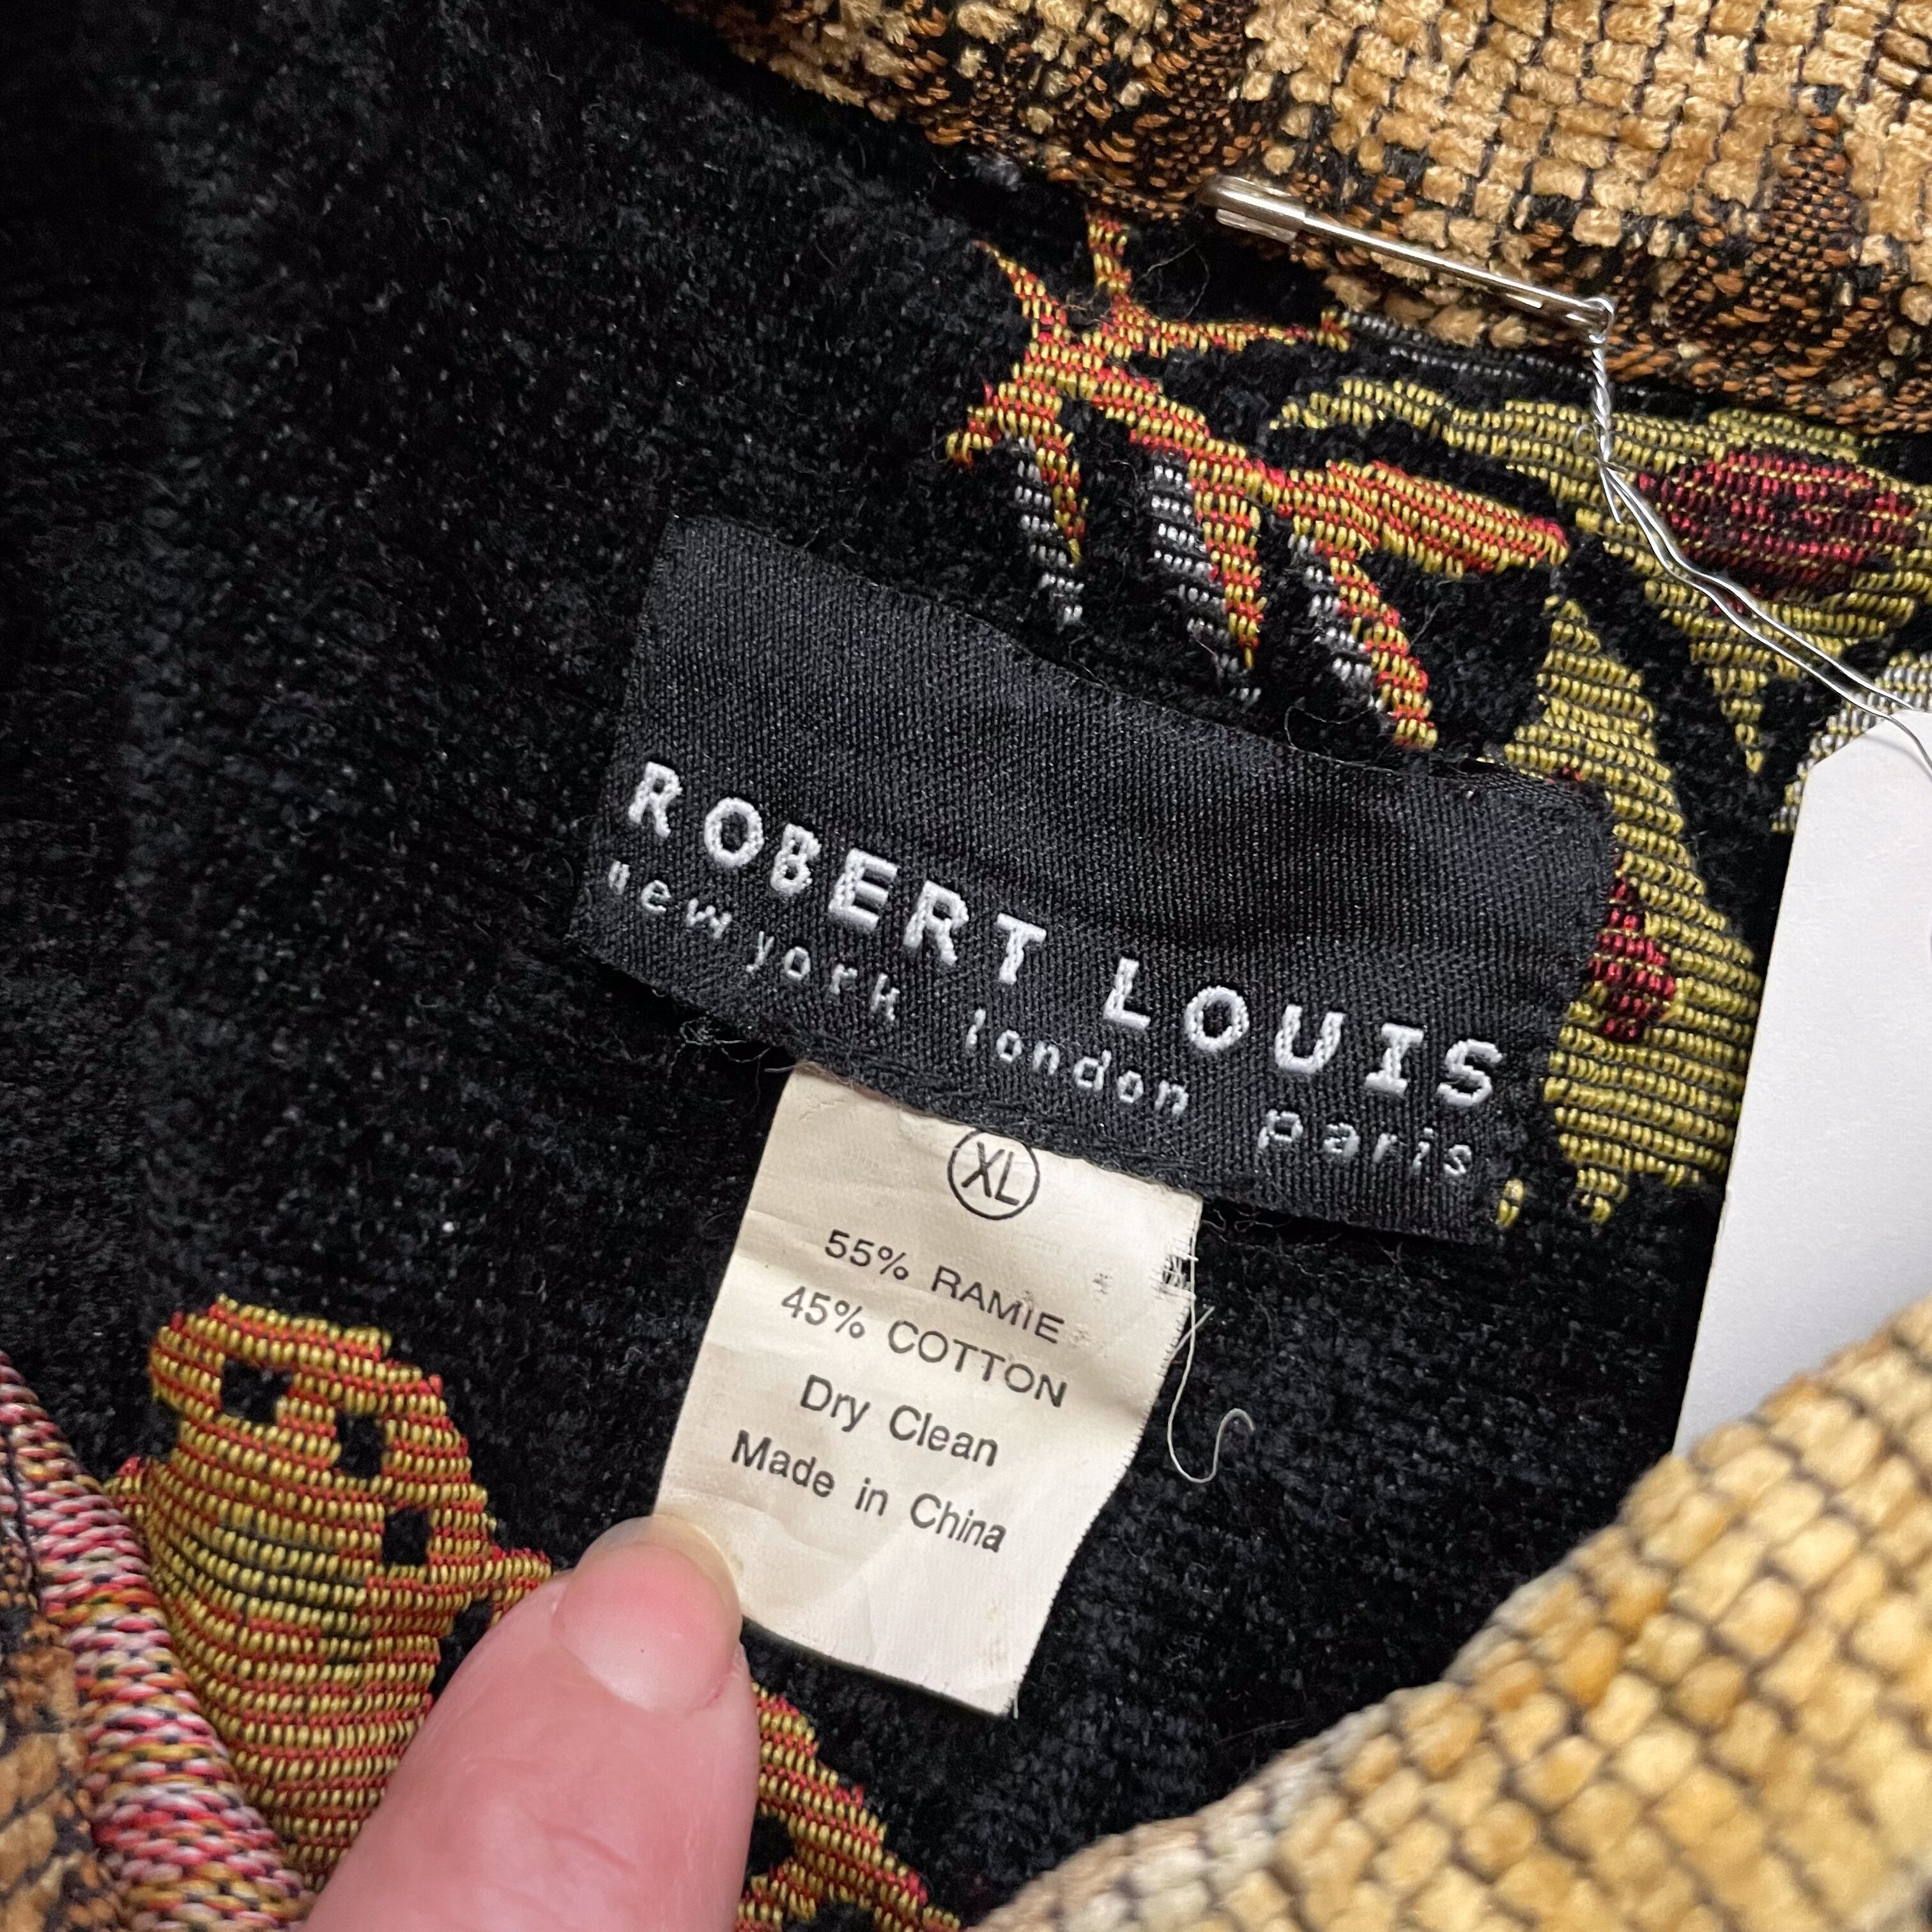 ROBERT LOUIS
new york london paris
XL
55% RAMIE
45% COTTON
Dry Clean
Made in China